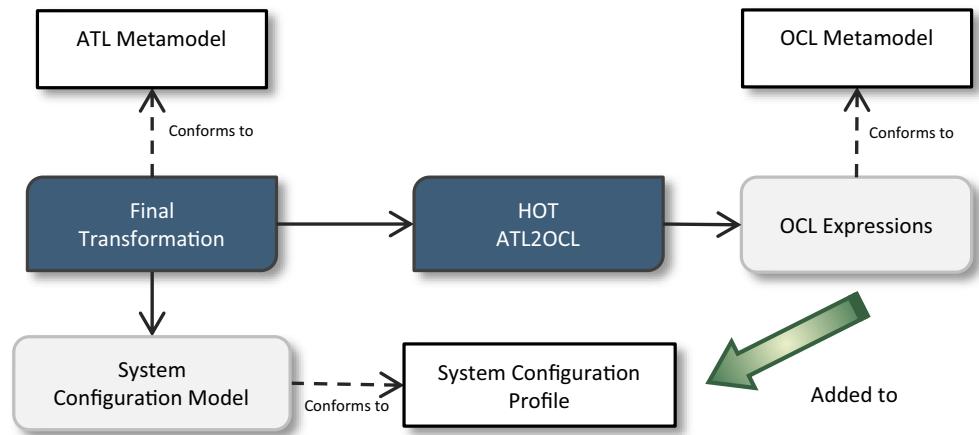 ATL Metamodel
OCL Metamodel
Conforms to
Conforms to
Final
Transformation
HOT
ATL2OCL
OCL Expressions
System
Configuration Model
Conforms to
System Configuration
Profile
Added to